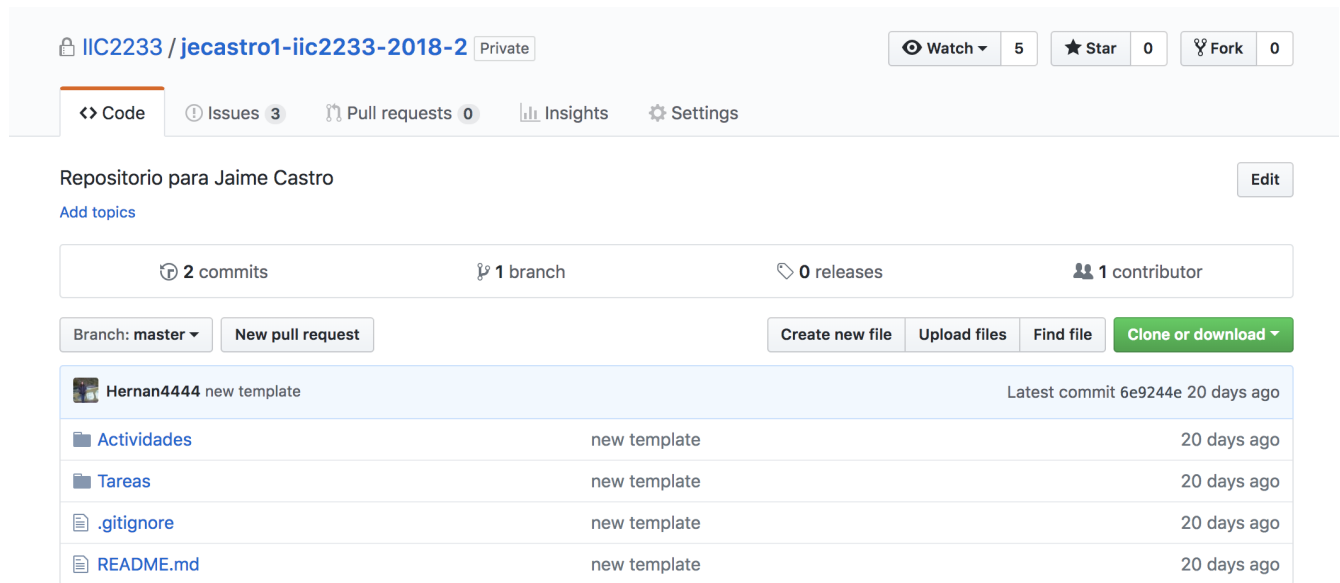 IIC2233 / jecastro1-iic2233-2018-2 Private Watch 5 Star 0 Fork 0
Code Issues 3 Pull requests 0 Insights Settings
Repositorio para Jaime Castro Edit
Add topics
2 commits 1 branch 0 releases 1 contributor
Branch: master New pull request Create new file Upload files Find file Clone or download
Hernan4444 new template Latest commit 6e9244e 20 days ago
Actividades new template 20 days ago
Tareas new template 20 days ago
.gitignore new template 20 days ago
README.md new template 20 days ago